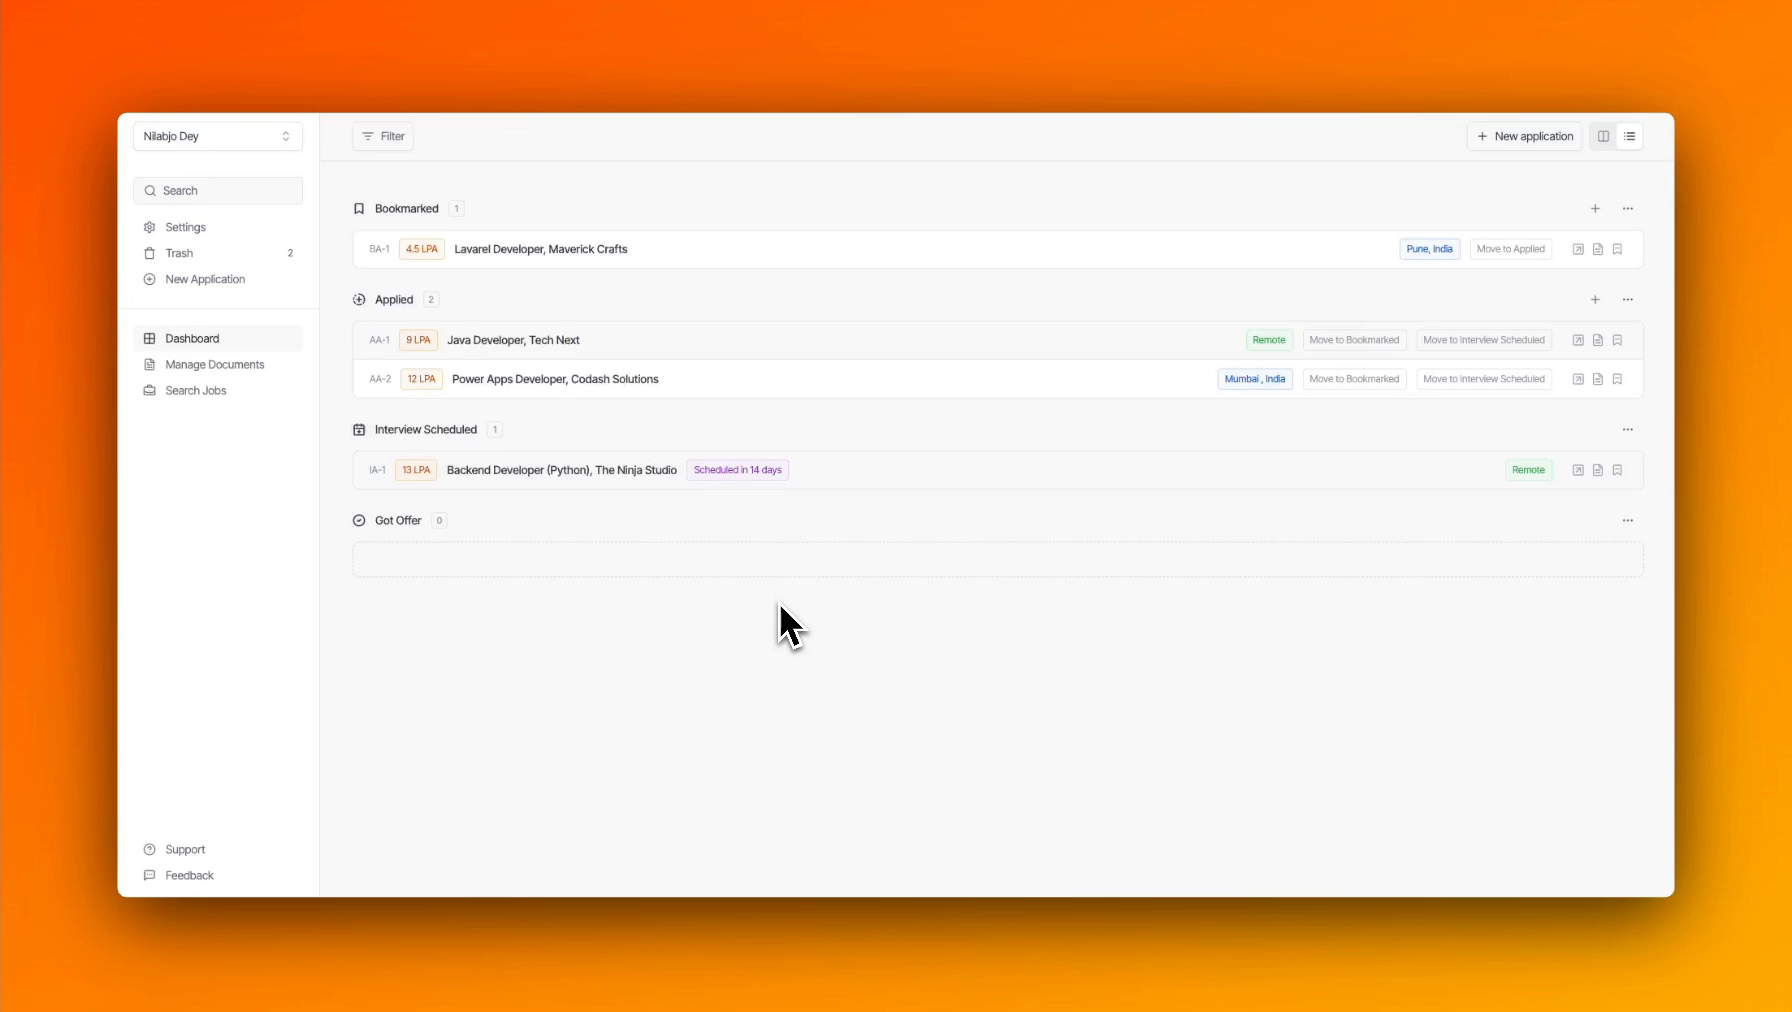 Nilabjo Dey
Search
Settings
Trash 2
New Application
Dashboard
Manage Documents
Search Jobs
Support
Feedback
Filter
New application
Bookmarked 1
BA-1 4.5 LPA Lavarel Developer, Maverick Crafts Pune, India Move to Applied
Applied 2
AA-1 9 LPA Java Developer, Tech Next Remote Move to Bookmarked Move to Interview Scheduled
AA-2 12 LPA Power Apps Developer, Codash Solutions Mumbai , India Move to Bookmarked Move to Interview Scheduled
Interview Scheduled 1
IA-1 13 LPA Backend Developer (Python), The Ninja Studio Scheduled in 14 days Remote
Got Offer 0